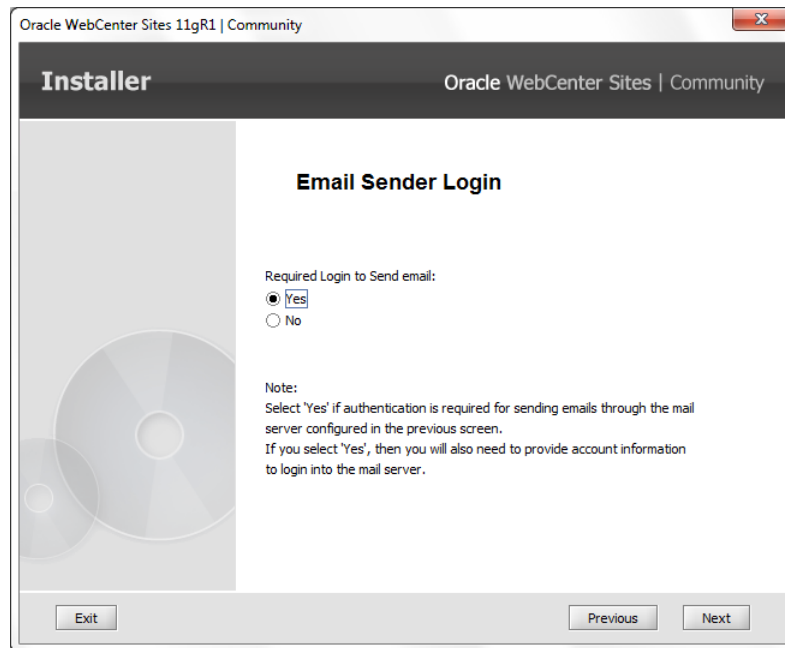 Oracle WebCenter Sites 11gR1 | Community
Installer
Oracle WebCenter Sites | Community
Email Sender Login
Required Login to Send email:
Yes
No
Note:
Select 'Yes' if authentication is required for sending emails through the mail
server configured in the previous screen.
If you select 'Yes', then you will also need to provide account information
to login into the mail server.
Exit
Previous
Next